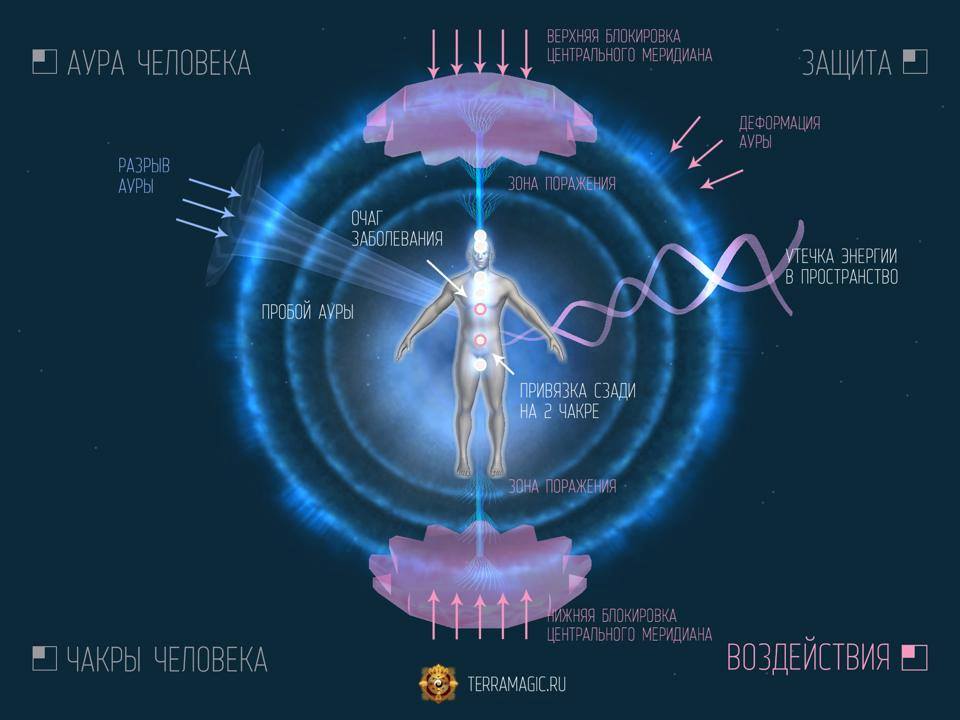 ВЕРХНЯЯ БЛОКИРОВКА
ЦЕНТРАЛЬНОГО МЕРИДИАНА
АУРА ЧЕЛОВЕКА
ЗАЩИТА
ДЕФОРМАЦИЯ
АУРЫ
РАЗРЫВ
АУРЫ
ЗОНА ПОРАЖЕНИЯ
ОЧАГ
ЗАБОЛЕВАНИЯ
УТЕЧКА ЭНЕРГИИ
В ПРОСТРАНСТВО
ПРОБОЙ АУРЫ
ПРИВЯЗКА СЗАДИ
НА 2 ЧАКРЕ
ЗОНА ПОРАЖЕНИЯ
НИЖНЯЯ БЛОКИРОВКА
ЦЕНТРАЛЬНОГО МЕРИДИАНА
ЧАКРЫ ЧЕЛОВЕКА
ВОЗДЕЙСТВИЯ
TERRAMAGIC.RU